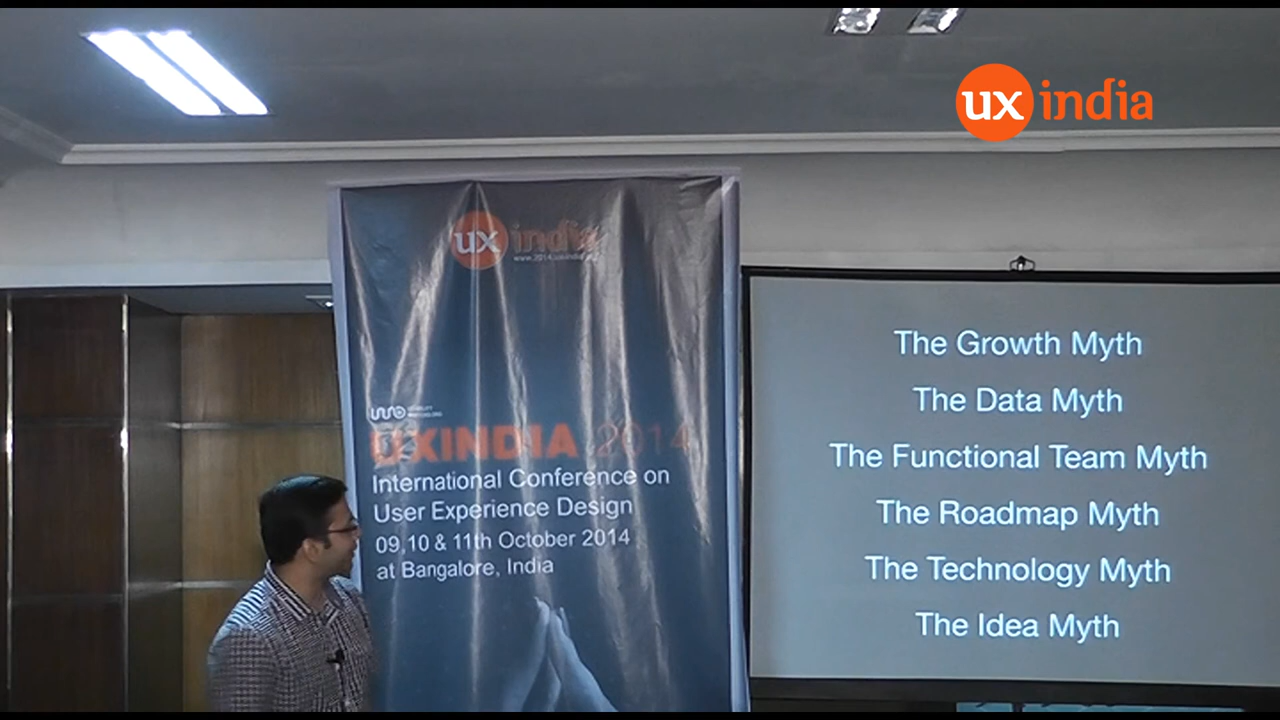 ux india
ux india
UXINDIA 2014
International Conference on
User Experience Design
09,10 & 11th October 2014
at Bangalore, India
The Growth Myth
The Data Myth
The Functional Team Myth
The Roadmap Myth
The Technology Myth
The Idea Myth